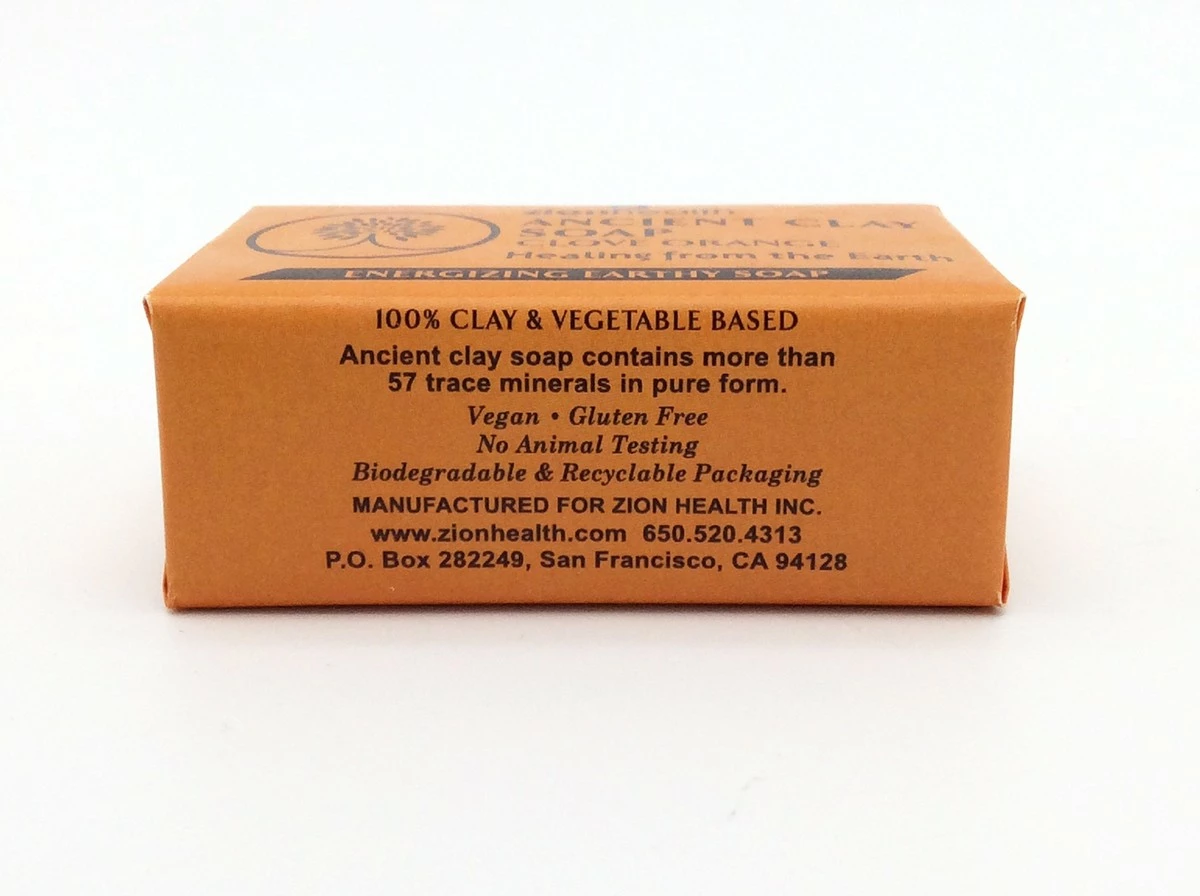 zionhealth
ANCIENT CLAY
SOAP
CLOVE ORANGE
Healing from the Earth
ENERGIZING EARTHY SOAP
100% CLAY & VEGETABLE BASED
Ancient clay soap contains more than
57 trace minerals in pure form.
Vegan • Gluten Free
No Animal Testing
Biodegradable & Recyclable Packaging
MANUFACTURED FOR ZION HEALTH INC.
www.zionhealth.com 650.520.4313
P.O. Box 282249, San Francisco, CA 94128